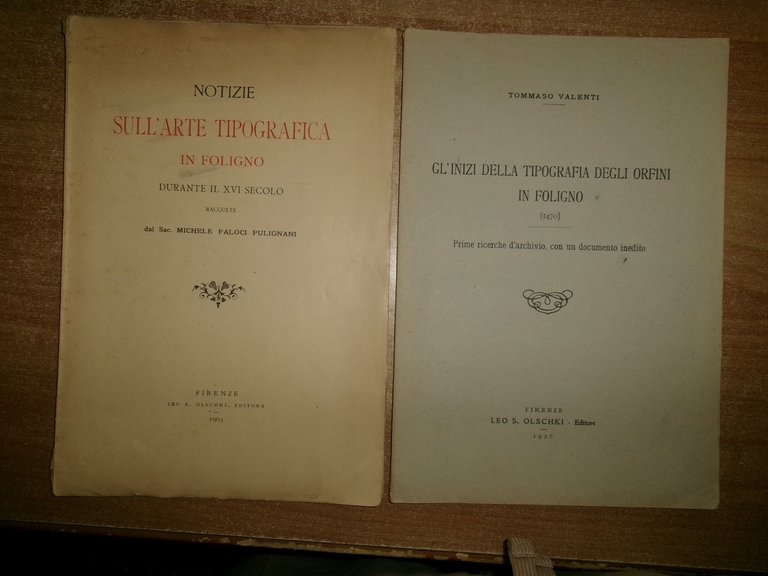 NOTIZIE
SULL'ARTE TIPOGRAFICA
IN FOLIGNO
DURANTE IL XVI SECOLO
RACCOLTE
dal Sac. MICHELE FALOCI PULIGNANI
FIRENZE
LEO S. OLSCHKI, EDITORE
1903
TOMMASO VALENTI
GL'INIZI DELLA TIPOGRAFIA DEGLI ORFINI
IN FOLIGNO
(1470)
Prime ricerche d'archivio, con un documento inedito
FIRENZE
LEO S. OLSCHKI - Editore
1926